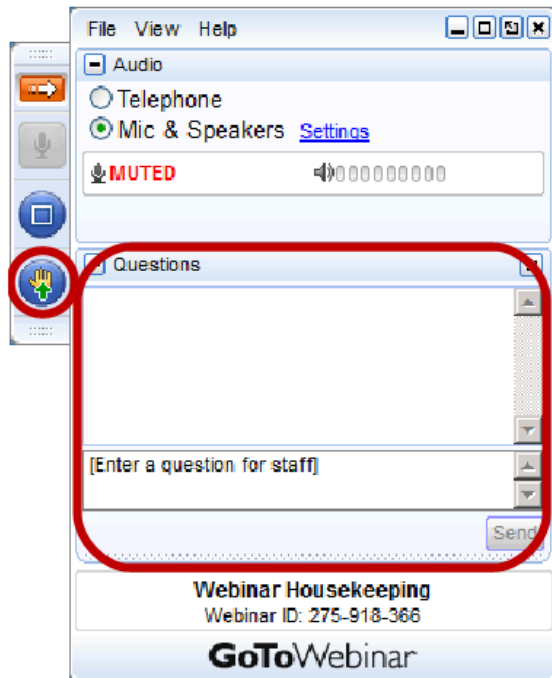 File View Help
Audio
Telephone
Mic & Speakers Settings
MUTED
Questions
[Enter a question for staff]
Send
Webinar Housekeeping
Webinar ID: 275-918-366
GoToWebinar